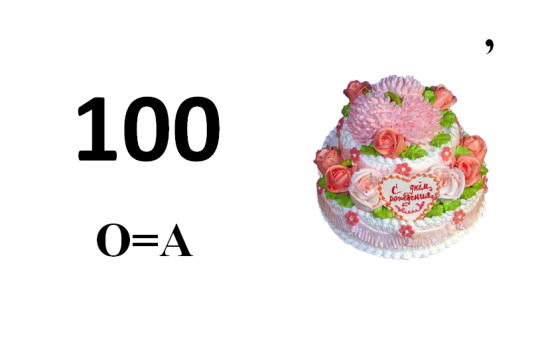 ,
100
С днём
рождения
О=А